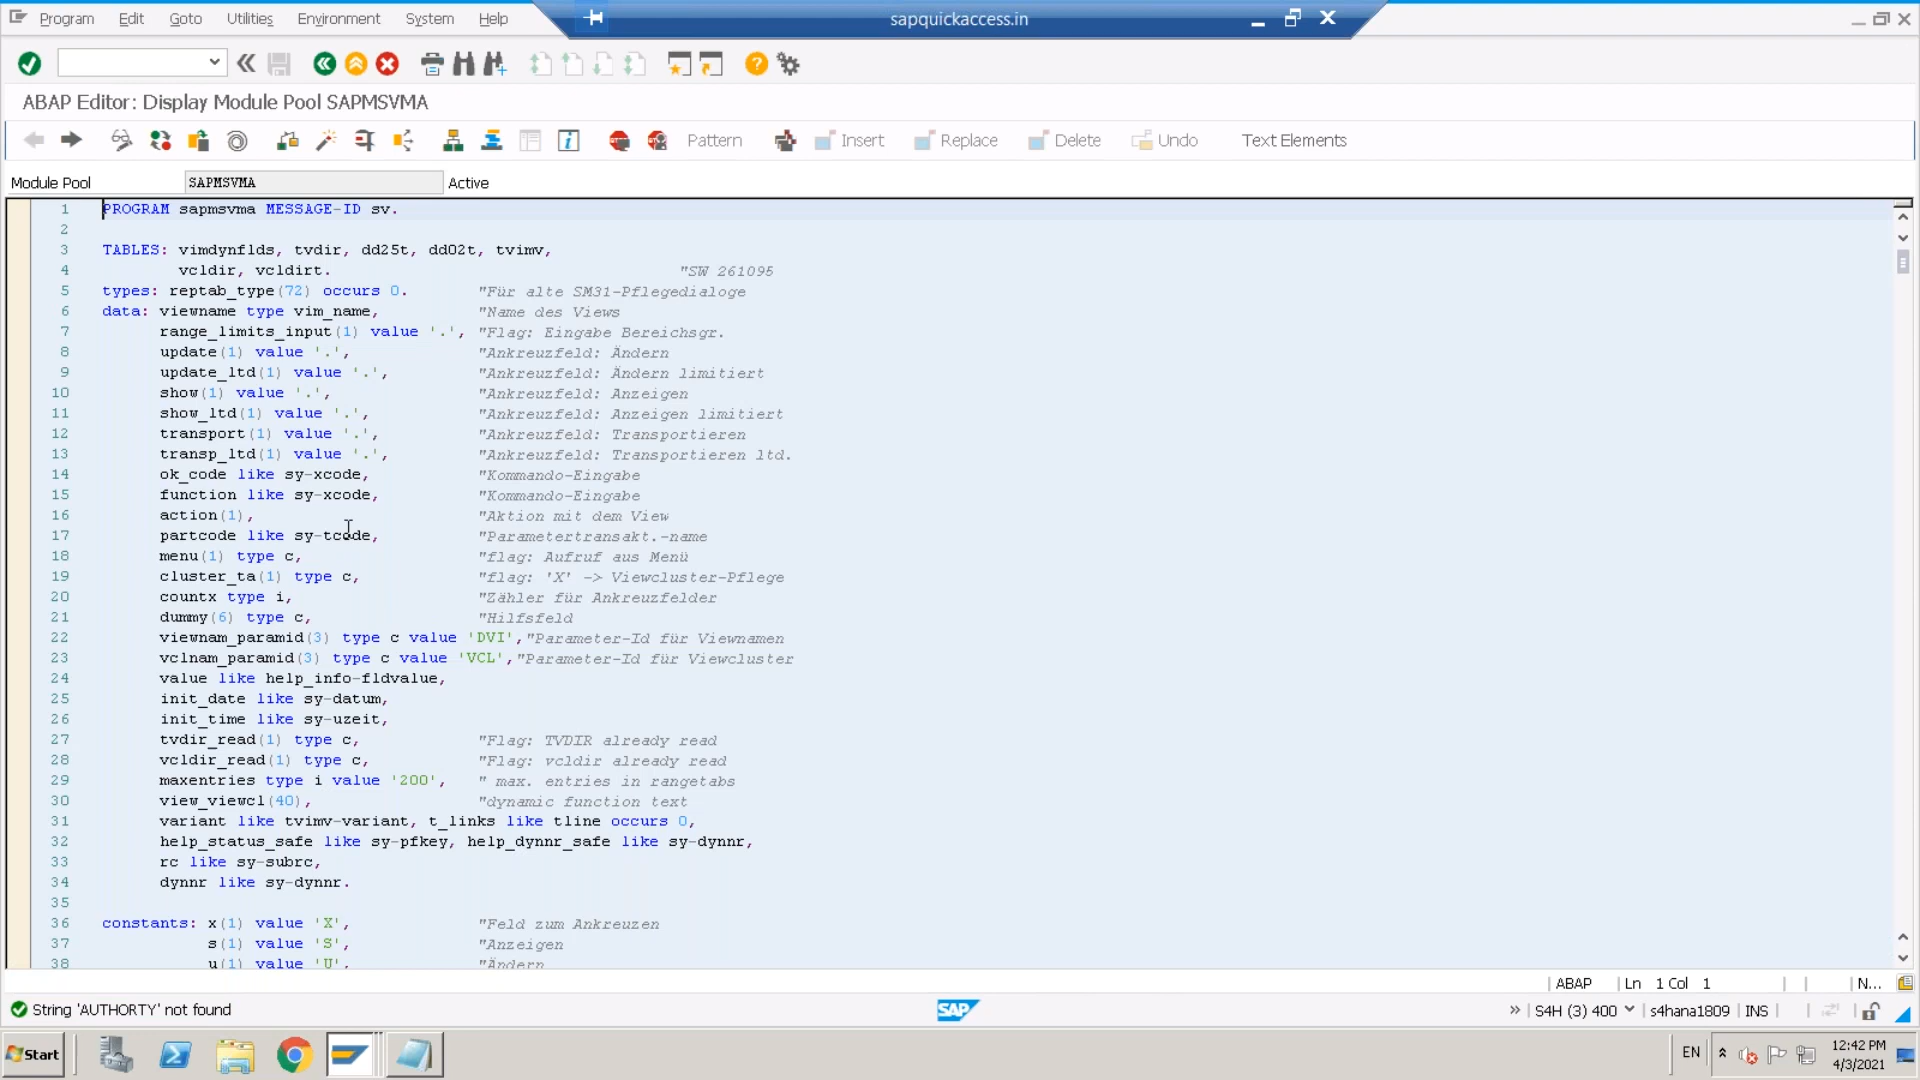 Program Edit Goto Utilities Environment System Help
sapquickaccess.in
ABAP Editor: Display Module Pool SAPMSVMA
Pattern Insert Replace Delete Undo Text Elements
Module Pool SAPMSVMA Active
1 PROGRAM sapmsvma MESSAGE-ID sv.
2
3 TABLES: vimdynflds, tvdir, dd25t, dd02t, tvimv,
4 vcldir, vcldirt. "SW 261095
5 types: reptab_type(72) occurs 0. "Für alte SM31-Pflegedialoge
6 data: viewname type vim_name, "Name des Views
7 range_limits_input(1) value '.', "Flag: Eingabe Bereichsgr.
8 update(1) value '.', "Ankreuzfeld: Ändern
9 update_ltd(1) value '.', "Ankreuzfeld: Ändern limitiert
10 show(1) value '.', "Ankreuzfeld: Anzeigen
11 show_ltd(1) value '.', "Ankreuzfeld: Anzeigen limitiert
12 transport(1) value '.', "Ankreuzfeld: Transportieren
13 transp_ltd(1) value '.', "Ankreuzfeld: Transportieren ltd.
14 ok_code like sy-xcode, "Kommando-Eingabe
15 function like sy-xcode, "Kommando-Eingabe
16 action(1), "Aktion mit dem View
17 partcode like sy-tcode, "Parametertransakt.-name
18 menu(1) type c, "flag: Aufruf aus Menü
19 cluster_ta(1) type c, "flag: 'X' -> Viewcluster-Pflege
20 countx type i, "Zähler für Ankreuzfelder
21 dummy(6) type c, "Hilfsfeld
22 viewnam_paramid(3) type c value 'DVI',"Parameter-Id für Viewnamen
23 vclnam_paramid(3) type c value 'VCL',"Parameter-Id für Viewcluster
24 value like help_info-fldvalue,
25 init_date like sy-datum,
26 init_time like sy-uzeit,
27 tvdir_read(1) type c, "Flag: TVDIR already read
28 vcldir_read(1) type c, "Flag: vcldir already read
29 maxentries type i value '200', " max. entries in rangetabs
30 view_viewcl(40), "dynamic function text
31 variant like tvimv-variant, t_links like tline occurs 0,
32 help_status_safe like sy-pfkey, help_dynnr_safe like sy-dynnr,
33 rc like sy-subrc,
34 dynnr like sy-dynnr.
35
36 constants: x(1) value 'X', "Feld zum Ankreuzen
37 s(1) value 'S', "Anzeigen
38 u(1) value 'U', "Ändern
ABAP Ln 1 Col 1 N...
String 'AUTHORTY' not found SAP » S4H (3) 400 s4hana1809 INS
Start EN 12:42 PM
4/3/2021